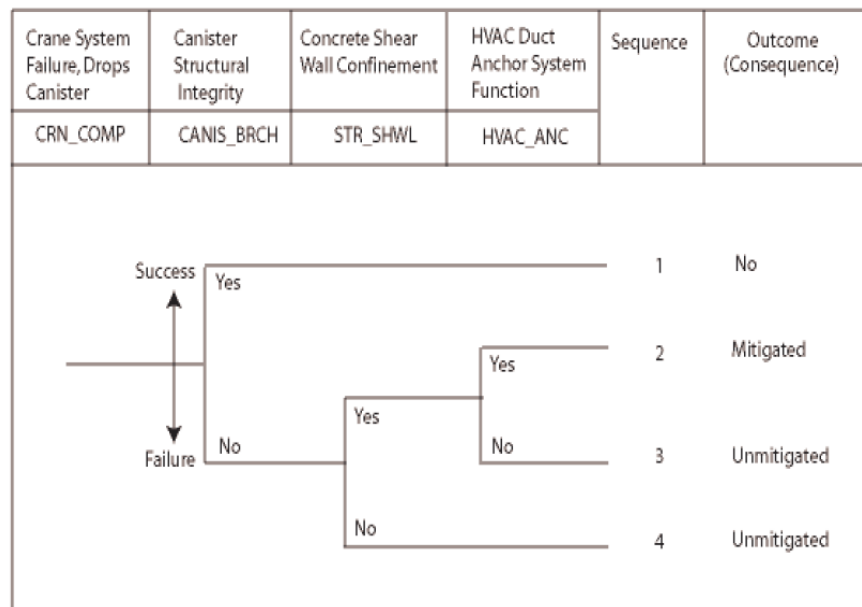 Crane System
Failure, Drops
Canister
Canister
Structural
Integrity
Concrete Shear
Wall Confinement
HVAC Duct
Anchor System
Function
Sequence
Outcome
(Consequence)
CRN_COMP
CANIS_BRCH
STR_SHWL
HVAC_ANC
Success
Yes
1
No
Yes
2
Mitigated
Yes
Failure
No
No
3
Unmitigated
No
4
Unmitigated